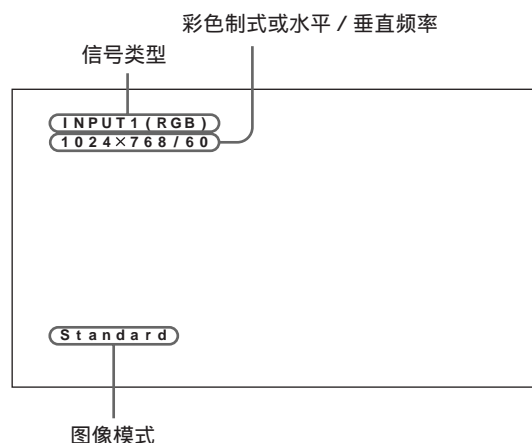 彩色制式或水平 / 垂直频率
信号类型
INPUT1(RGB)
1024×768/60
Standard
图像模式